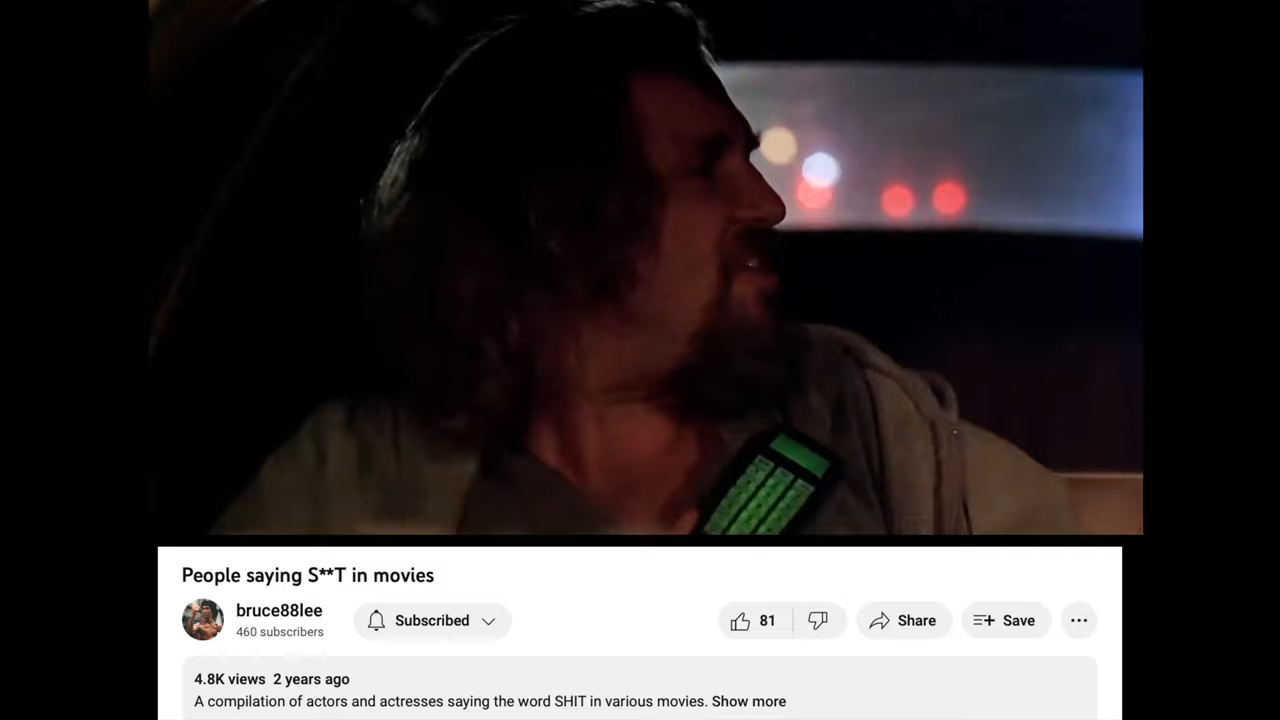 People saying S**T in movies
bruce88lee
460 subscribers
Subscribed
81
Share
Save
4.8K views 2 years ago
A compilation of actors and actresses saying the word SHIT in various movies. Show more